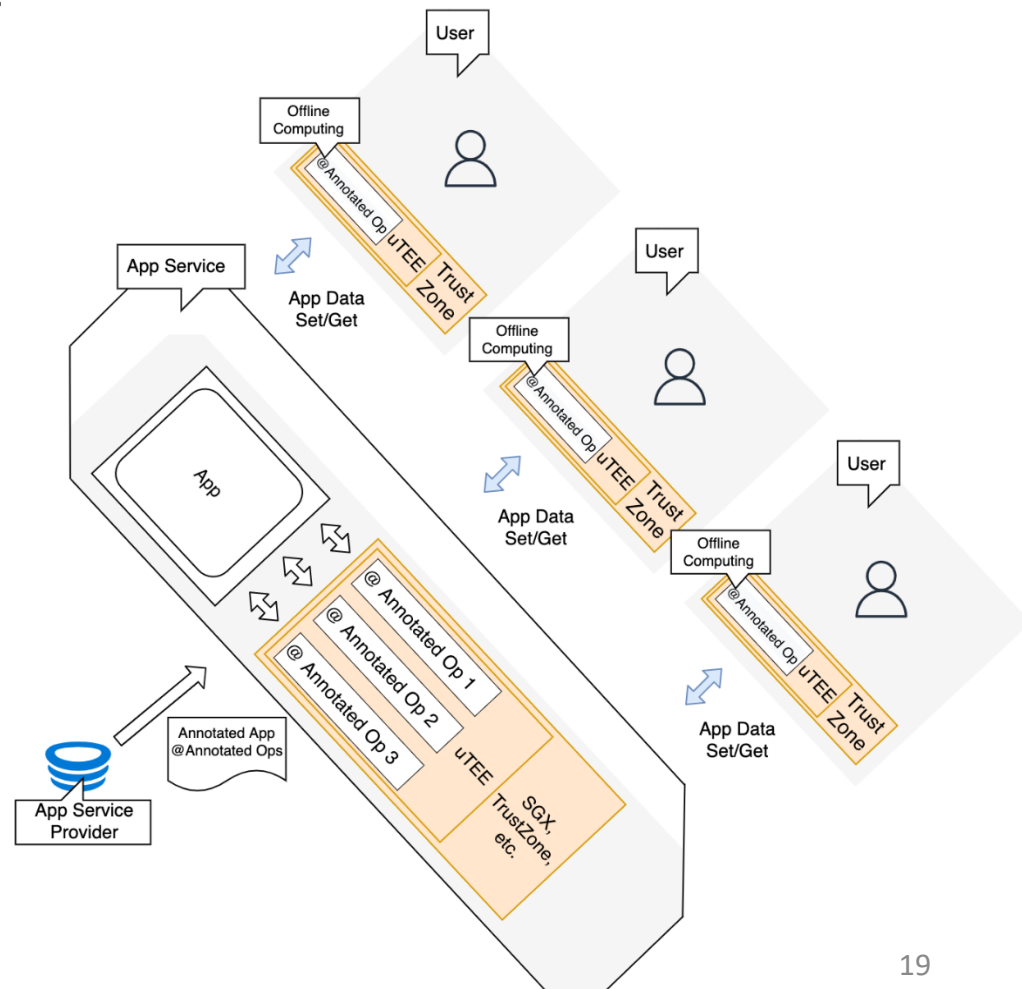 User
Offline
Computing
@Annotated Op
uTEE
Trust
Zone
App Data
Set/Get
User
Offline
Computing
@Annotated Op
uTEE
Trust
Zone
App Data
Set/Get
User
Offline
Computing
@Annotated Op
uTEE
Trust
Zone
App Data
Set/Get
App Service
App
@ Annotated Op 1
@ Annotated Op 2
@ Annotated Op 3
uTEE
SGX,
TrustZone,
etc.
Annotated App
@Annotated Ops
App Service
Provider
19